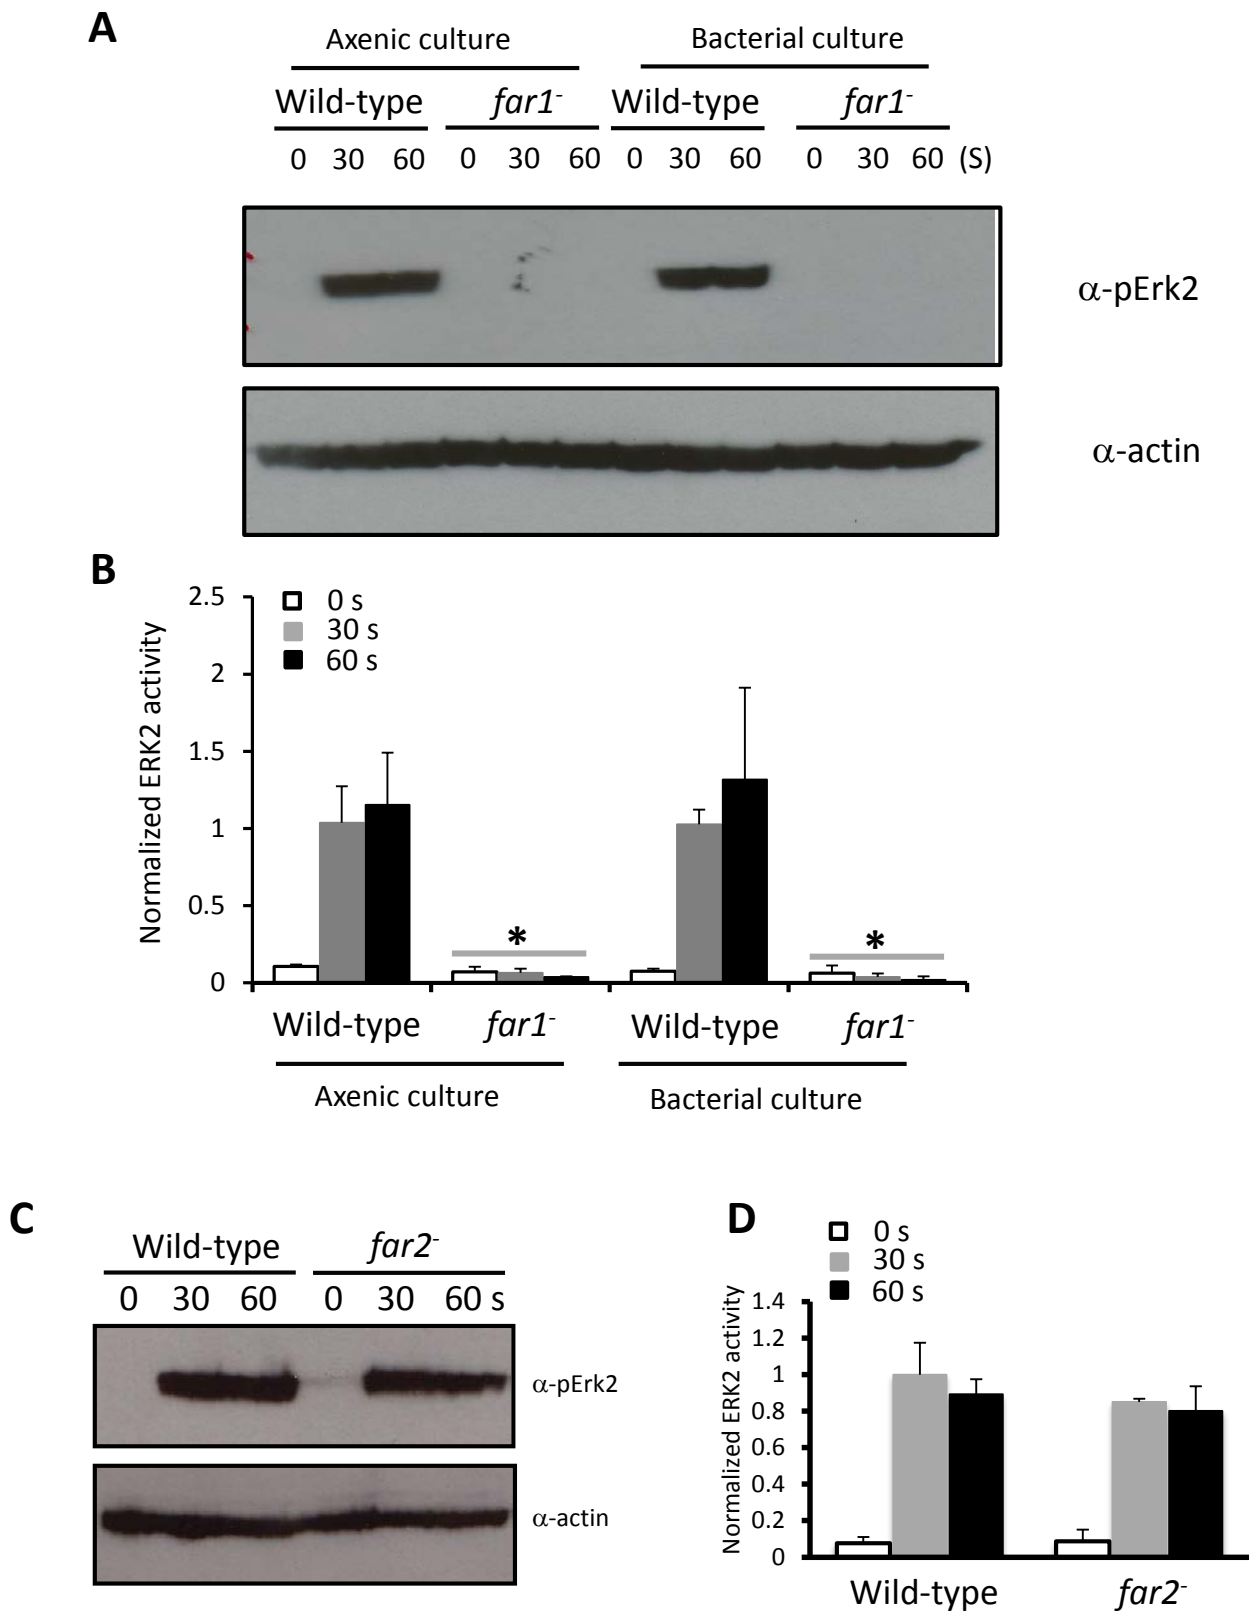 A
Axenic culture Bacterial culture
Wild-type far1- Wild-type far1-
0 30 60 0 30 60 0 30 60 0 30 60 (S)
α-pErk2
α-actin
B
2.5
2
1.5
1
0.5
0
Normalized ERK2 activity
0 s
30 s
60 s
*
*
Wild-type far1- Wild-type far1-
Axenic culture Bacterial culture
C
Wild-type far2-
0 30 60 0 30 60 s
α-pErk2
α-actin
D
0 s
30 s
60 s
1.4
1.2
1
0.8
0.6
0.4
0.2
0
Normalized ERK2 activity
Wild-type far2-